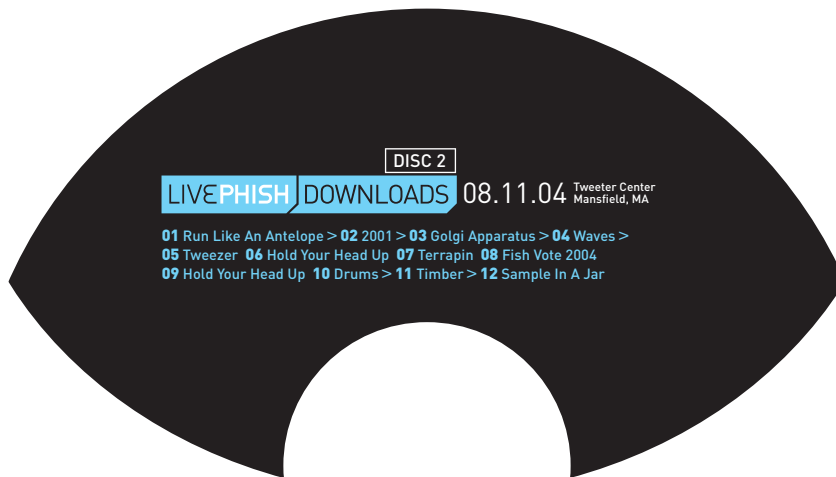 DISC 2
LIVEPHISH DOWNLOADS 08.11.04 Tweeter Center
Mansfield, MA
01 Run Like An Antelope > 02 2001 > 03 Golgi Apparatus > 04 Waves >
05 Tweezer 06 Hold Your Head Up 07 Terrapin 08 Fish Vote 2004
09 Hold Your Head Up 10 Drums > 11 Timber > 12 Sample In A Jar